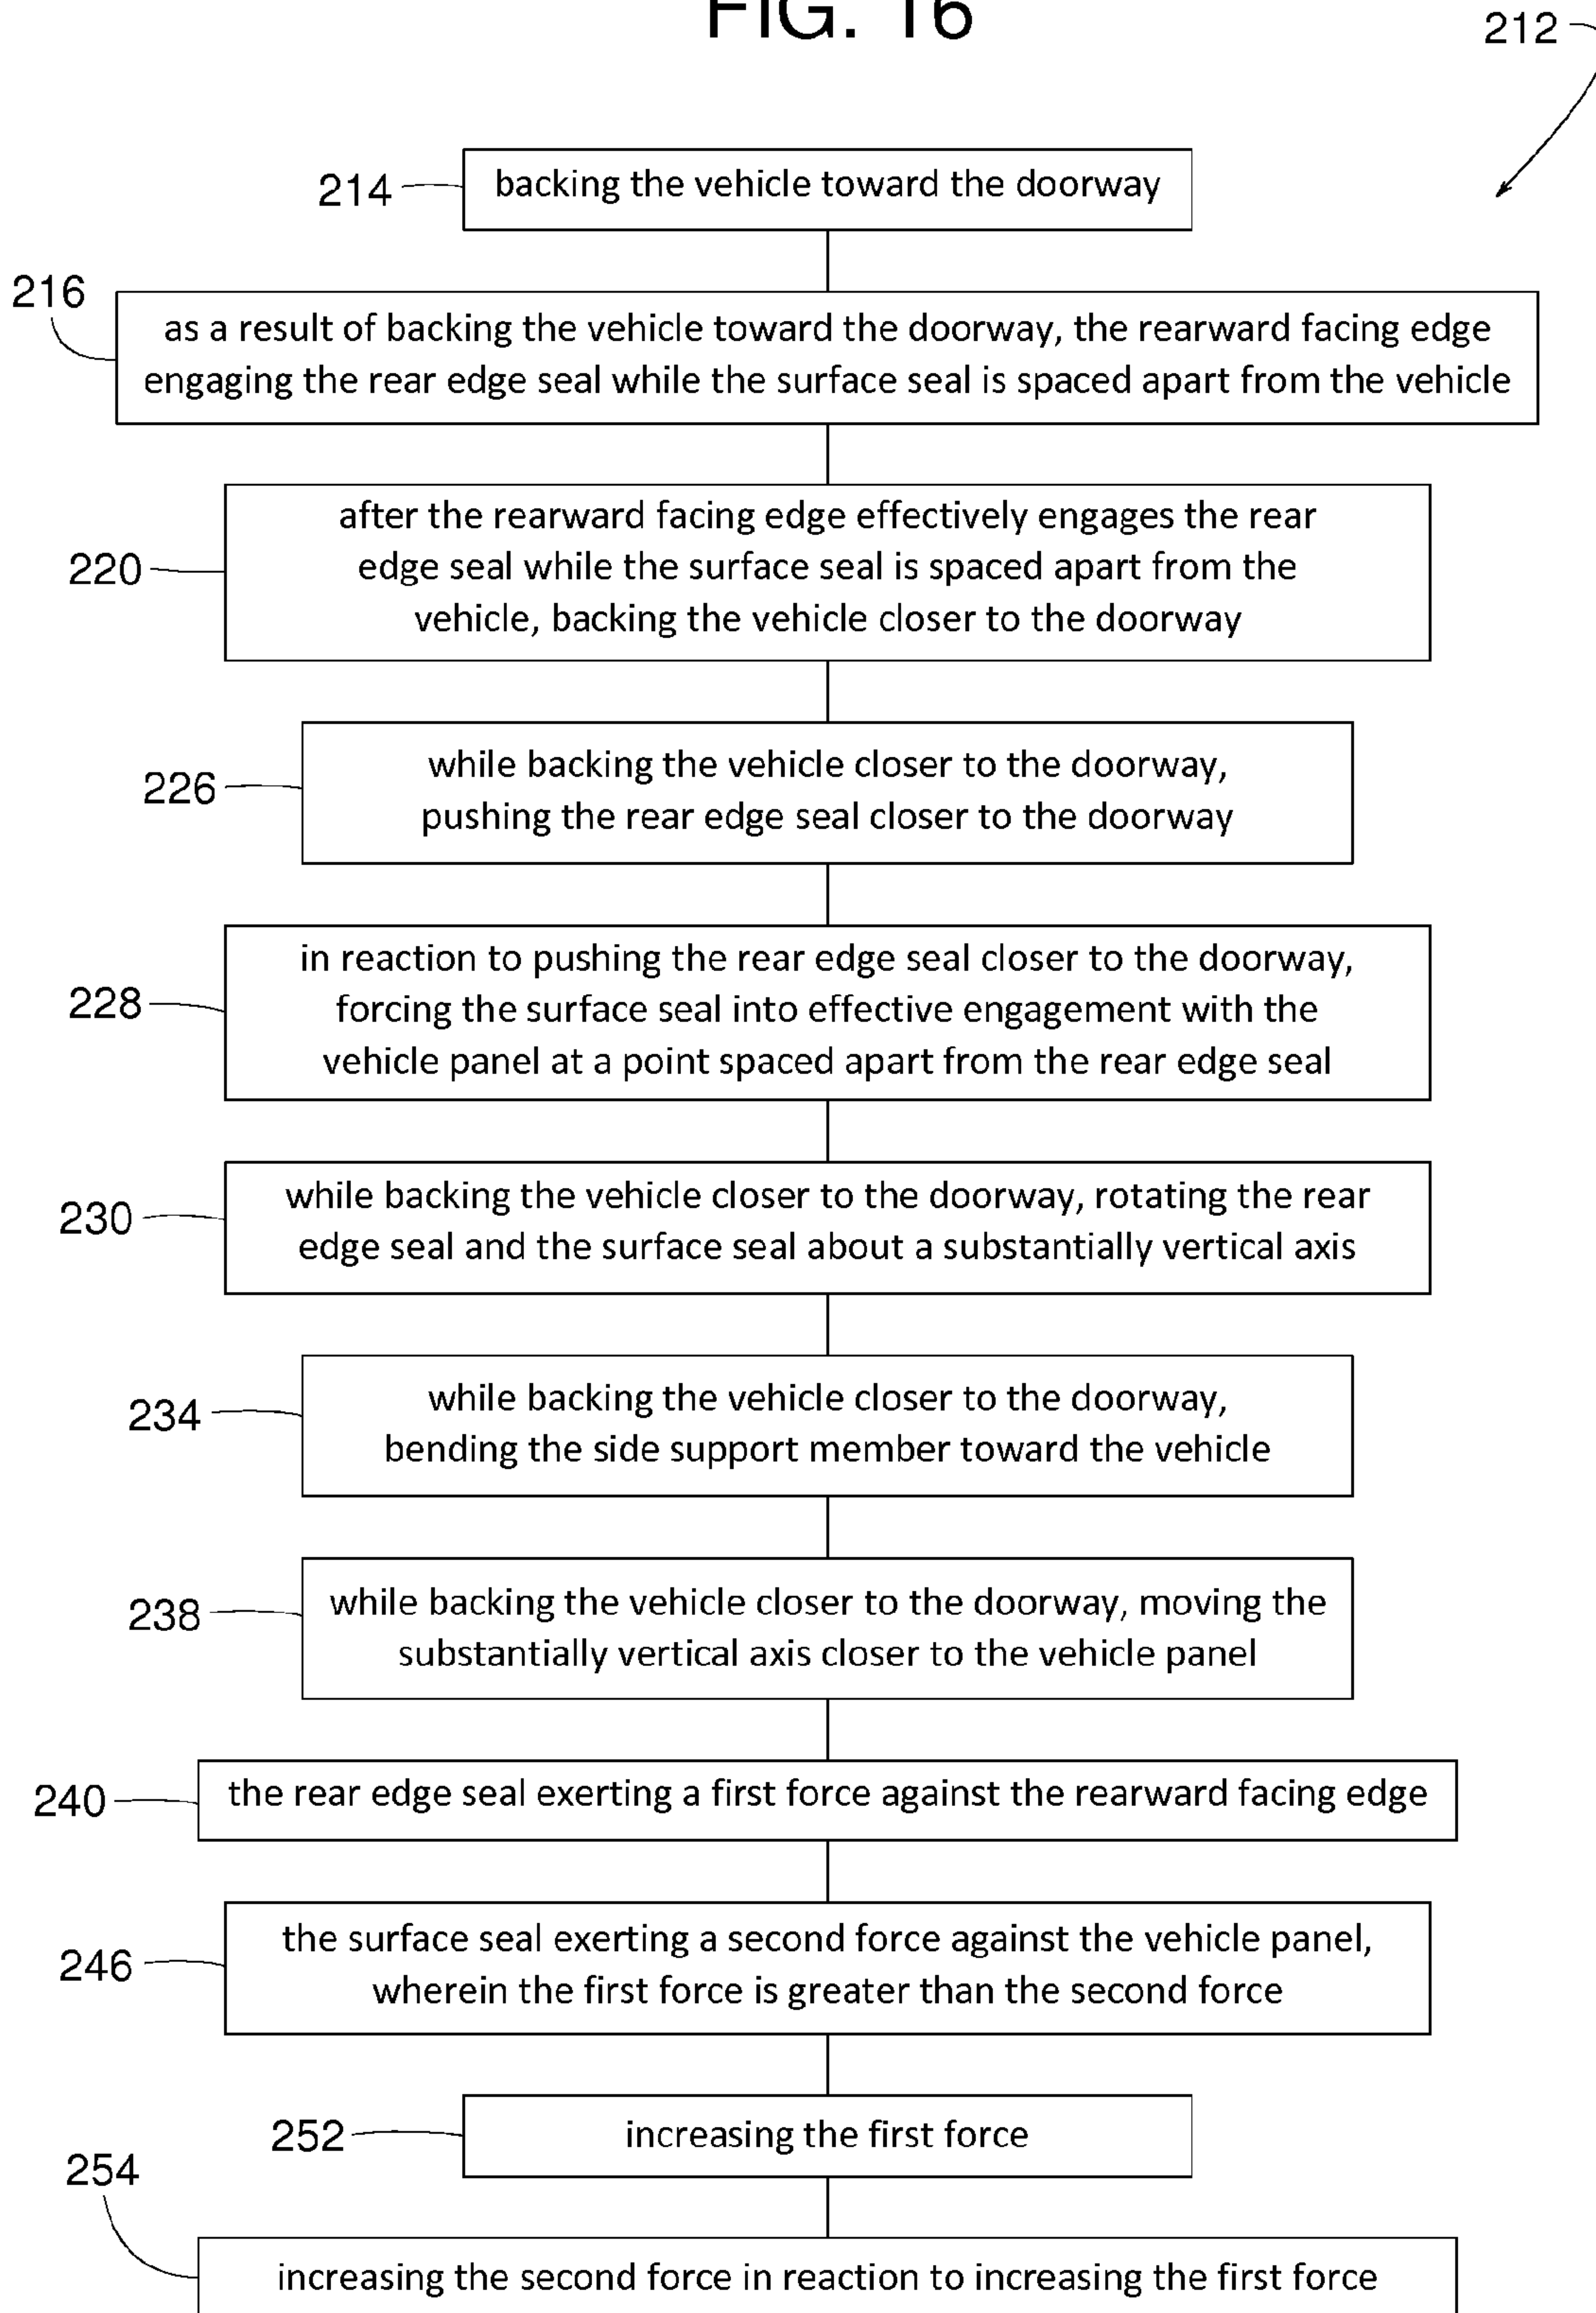 FIG. 16
212
214
backing the vehicle toward the doorway
216
as a result of backing the vehicle toward the doorway, the rearward facing edge
engaging the rear edge seal while the surface seal is spaced apart from the vehicle
220
after the rearward facing edge effectively engages the rear
edge seal while the surface seal is spaced apart from the
vehicle, backing the vehicle closer to the doorway
226
while backing the vehicle closer to the doorway,
pushing the rear edge seal closer to the doorway
228
in reaction to pushing the rear edge seal closer to the doorway,
forcing the surface seal into effective engagement with the
vehicle panel at a point spaced apart from the rear edge seal
230
while backing the vehicle closer to the doorway, rotating the rear
edge seal and the surface seal about a substantially vertical axis
234
while backing the vehicle closer to the doorway,
bending the side support member toward the vehicle
238
while backing the vehicle closer to the doorway, moving the
substantially vertical axis closer to the vehicle panel
240
the rear edge seal exerting a first force against the rearward facing edge
246
the surface seal exerting a second force against the vehicle panel,
wherein the first force is greater than the second force
252
increasing the first force
254
increasing the second force in reaction to increasing the first force